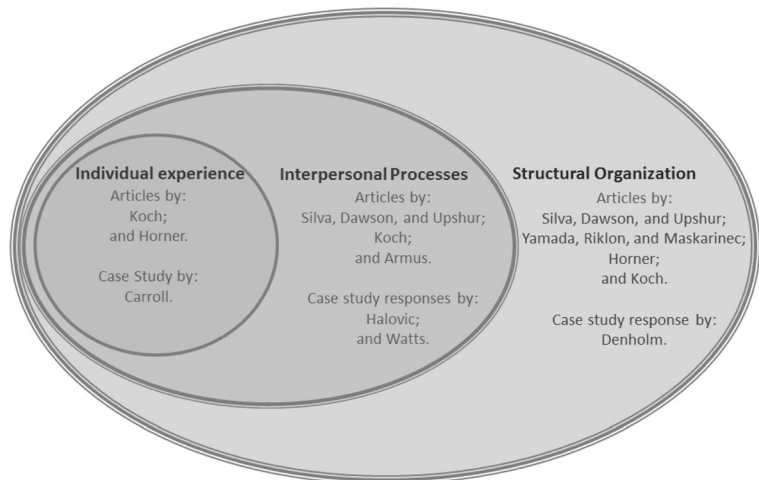 Individual experience
Articles by:
Koch;
and Horner.
Case Study by:
Carroll.
Interpersonal Processes
Articles by:
Silva, Dawson, and Upshur;
Koch;
and Armus.
Case study responses by:
Halovic;
and Watts.
Structural Organization
Articles by:
Silva, Dawson, and Upshur;
Yamada, Riklon, and Maskarinec;
Horner;
and Koch.
Case study response by:
Denholm.